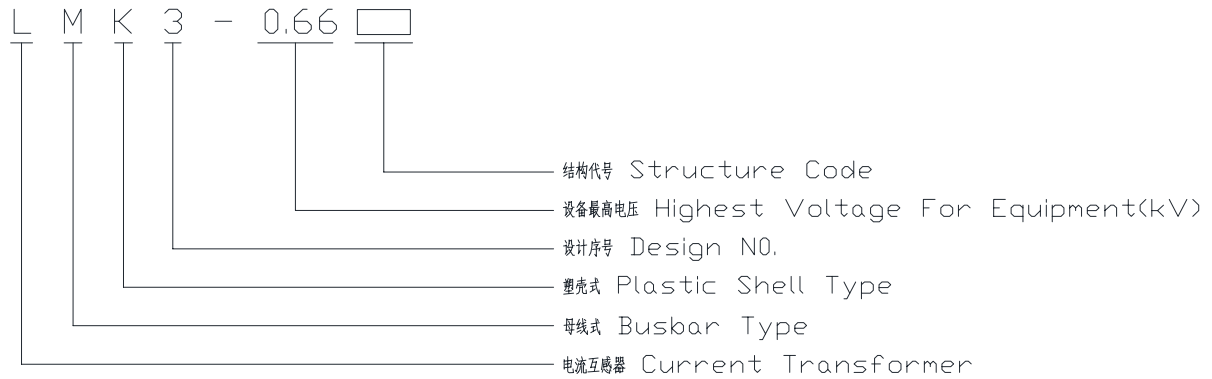 LMK3-0.66
结构代号 Structure Code
设备最高电压 Highest Voltage For Equipment(kV)
设计序号 Design NO.
塑壳式 Plastic Shell Type
母线式 Busbar Type
电流互感器 Current Transformer